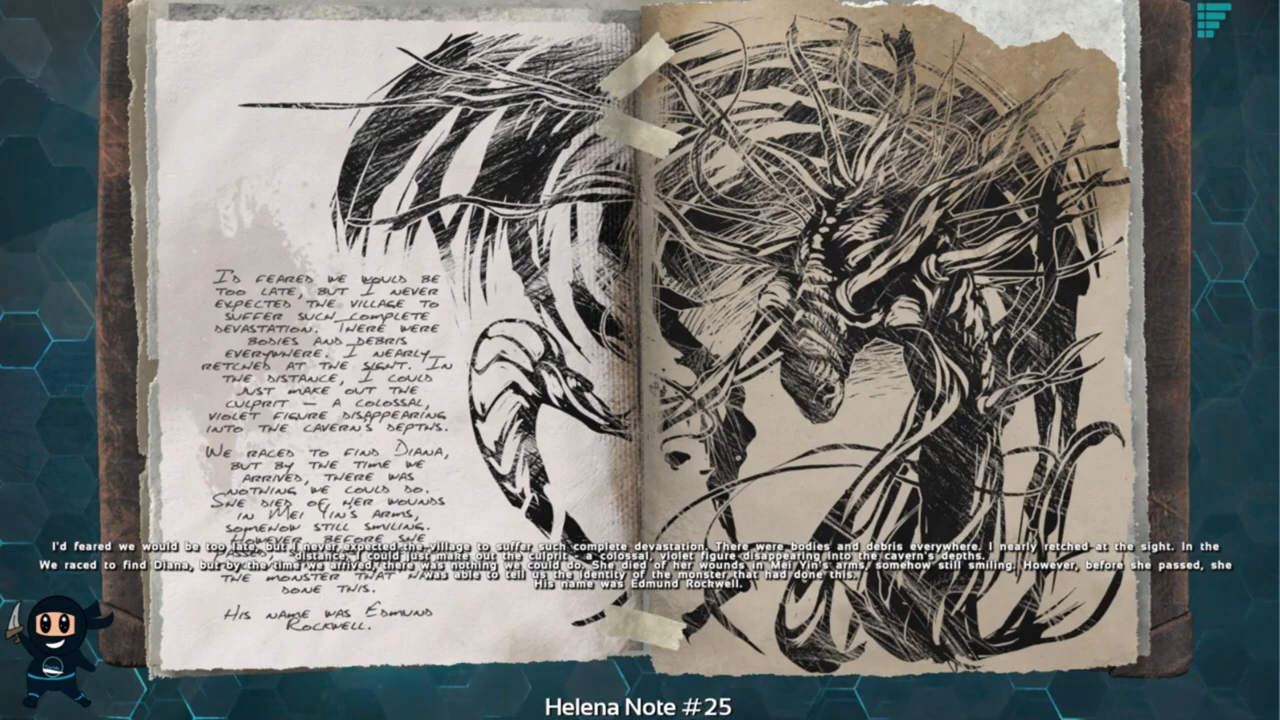 I'D FEARED WE WOULD BE
TOO LATE, BUT I NEVER
EXPECTED THE VILLAGE TO
SUFFER SUCH COMPLETE
DEVASTATION. THERE WERE
BODIES AND DEBRIS
EVERYWHERE. I NEARLY
RETCHED AT THE SIGHT. IN
THE DISTANCE, I COULD
JUST MAKE OUT THE
CULPRIT – A COLOSSAL,
VIOLET FIGURE DISAPPEARING
INTO THE CAVERN'S DEPTHS.
WE RACED TO FIND DIANA,
BUT BY THE TIME WE
ARRIVED, THERE WAS
NOTHING WE COULD DO.
SHE DIED OF HER WOUNDS
IN MEI YIN'S ARMS,
SOMEHOW STILL SMILING.
HOWEVER BEFORE SHE
THE MONSTER THAT
DONE THIS.
HIS NAME WAS EDMUND
ROCKWELL.
I'd feared we would be too late, but I never expected the village to suffer such complete devastation. There were bodies and debris everywhere. I nearly retched at the sight. In the
distance, I could just make out the culprit - a colossal, violet figure disappearing into the cavern's depths.
We raced to find Diana, but by the time we arrived, there was nothing we could do. She died of her wounds in Mei Yin's arms, somehow still smiling. However, before she passed, she
was able to tell us the identity of the monster that had done this.
His name was Edmund Rockwell.
Helena Note #25